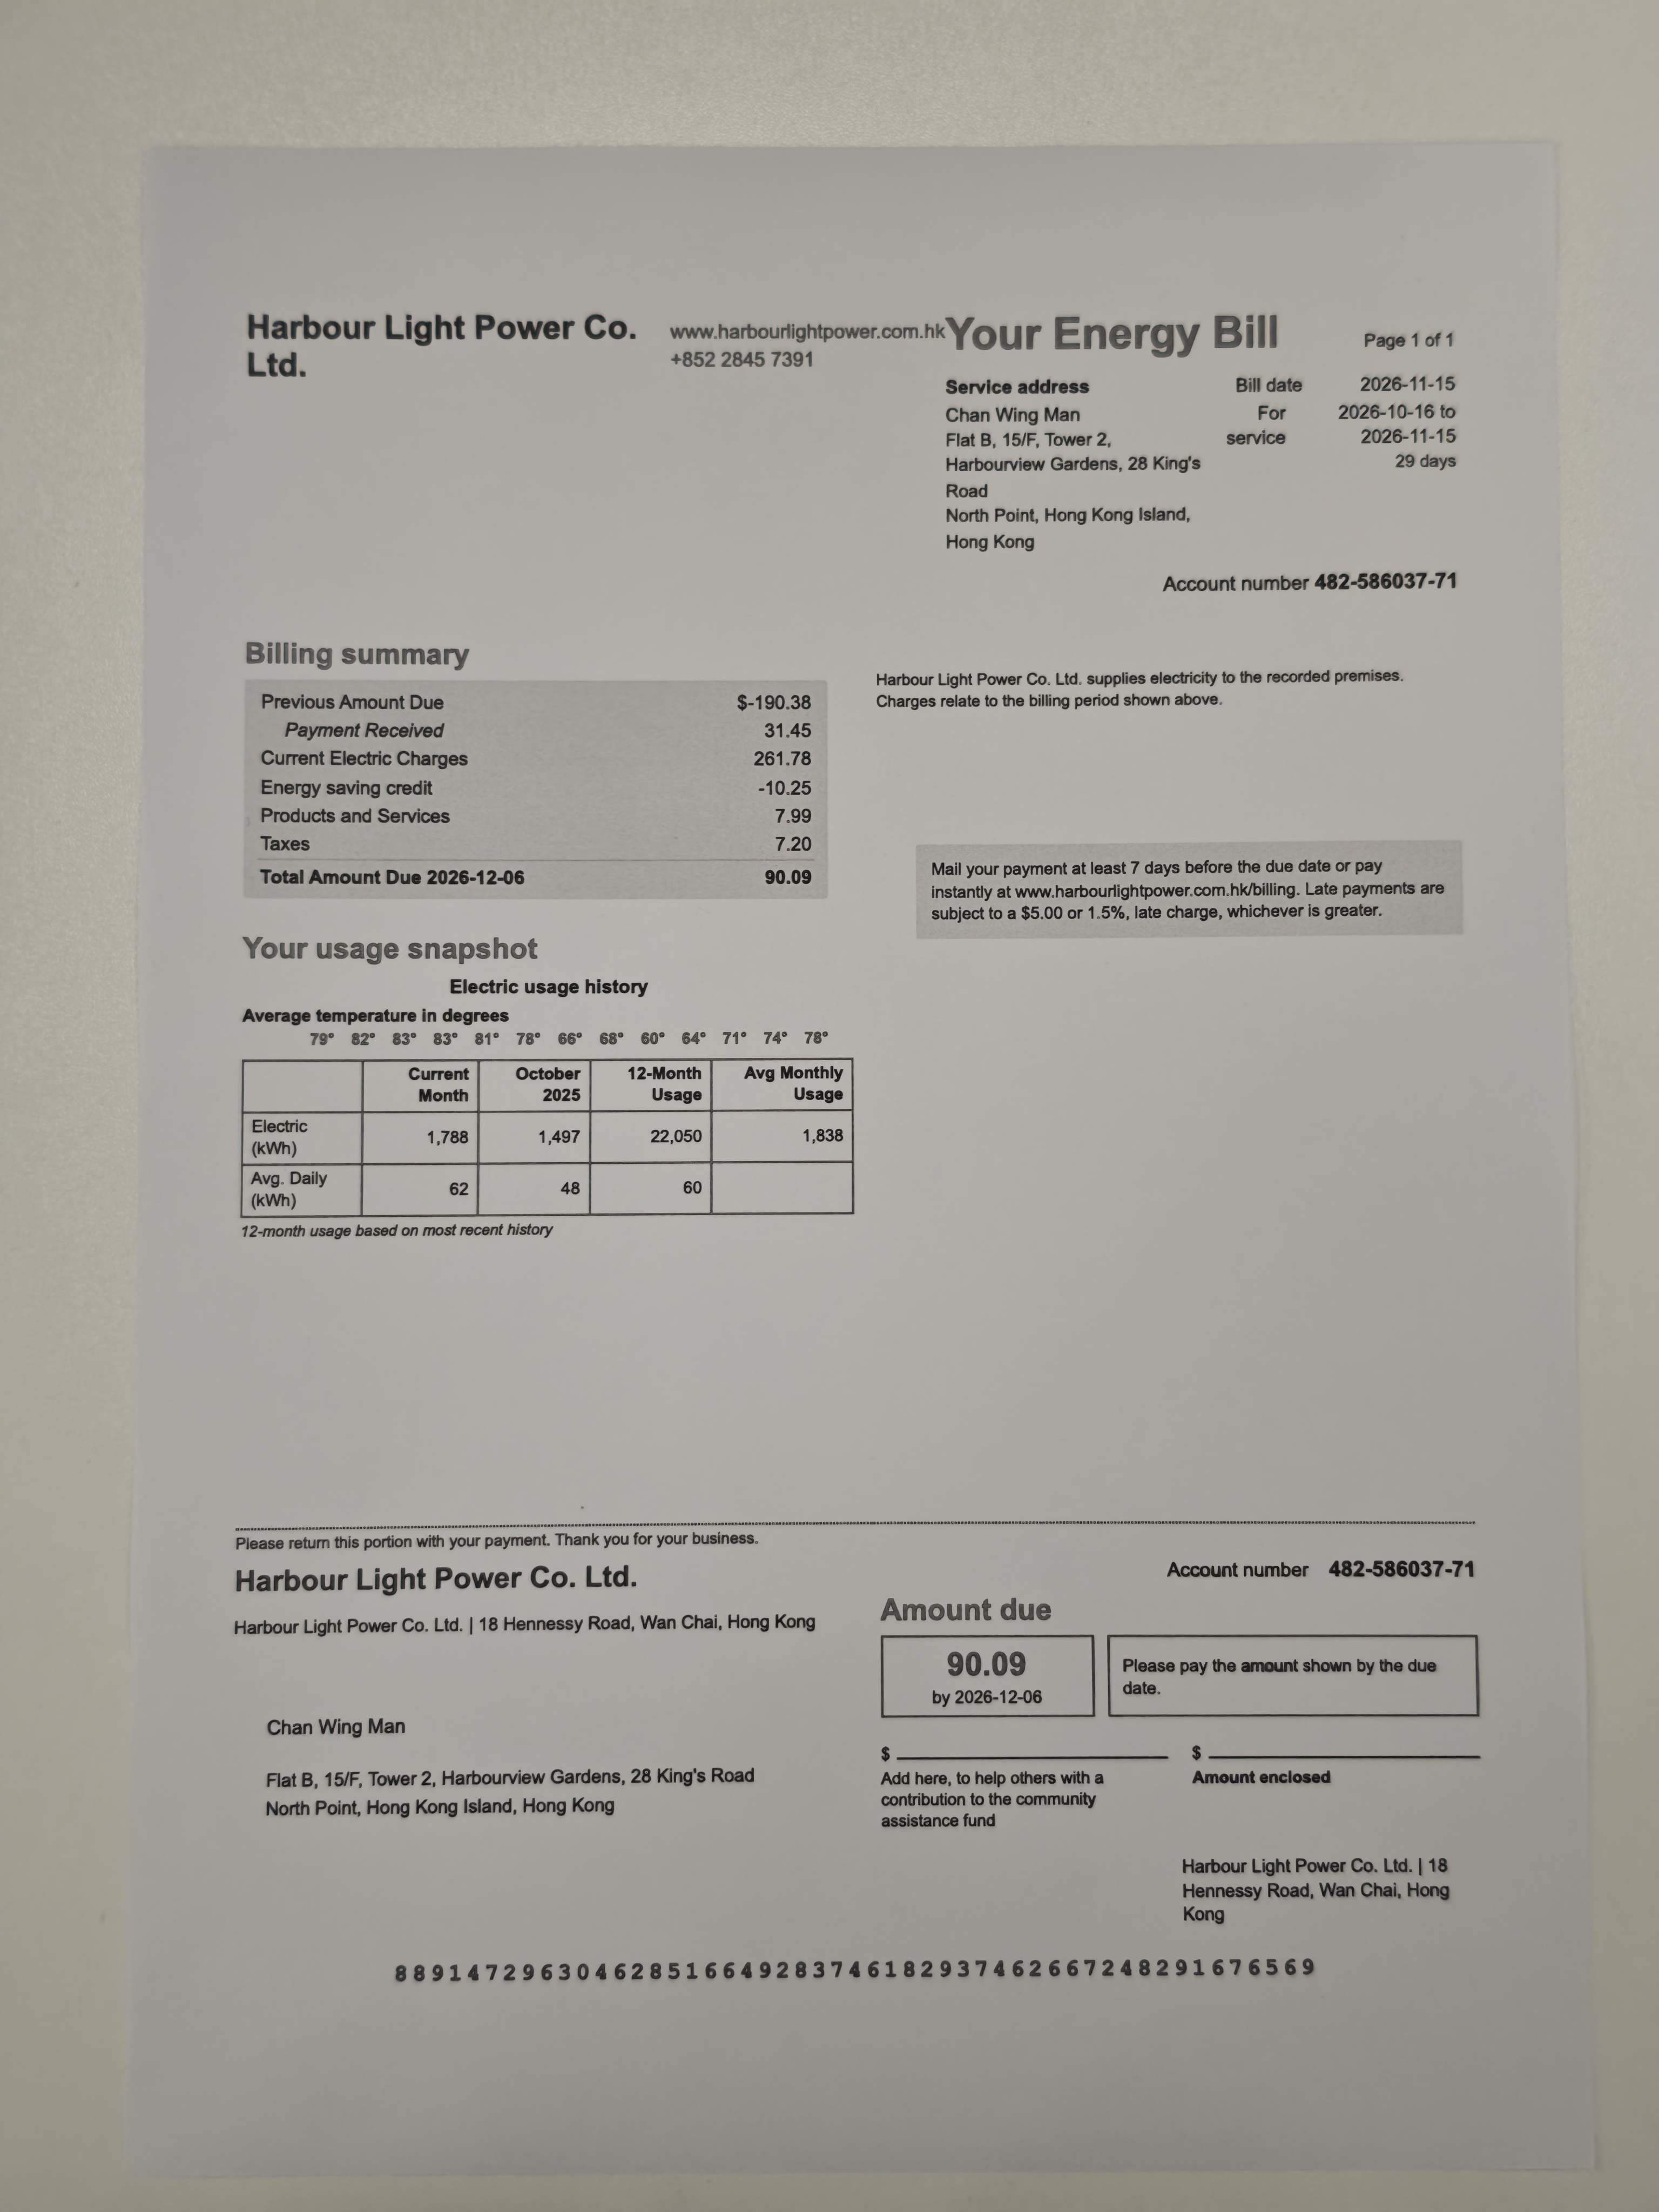 Harbour Light Power Co.
Ltd.
www.harbourlightpower.com.hk
+852 2845 7391
Your Energy Bill
Page 1 of 1
Service address
Chan Wing Man
Flat B, 15/F, Tower 2,
Harbourview Gardens, 28 King's
Road
North Point, Hong Kong Island,
Hong Kong
Bill date 2026-11-15
For 2026-10-16 to
service 2026-11-15
29 days
Account number 482-586037-71
Billing summary
Previous Amount Due $-190.38
Payment Received 31.45
Current Electric Charges 261.78
Energy saving credit -10.25
Products and Services 7.99
Taxes 7.20
Total Amount Due 2026-12-06 90.09
Harbour Light Power Co. Ltd. supplies electricity to the recorded premises.
Charges relate to the billing period shown above.
Mail your payment at least 7 days before the due date or pay
instantly at www.harbourlightpower.com.hk/billing. Late payments are
subject to a $5.00 or 1.5%, late charge, whichever is greater.
Your usage snapshot
Electric usage history
Average temperature in degrees
79° 82° 83° 83° 81° 78° 66° 68° 60° 64° 71° 74° 78°
Current October 12-Month Avg Monthly
Month 2025 Usage Usage
Electric
(kWh) 1,788 1,497 22,050 1,838
Avg. Daily
(kWh) 62 48 60
12-month usage based on most recent history
Please return this portion with your payment. Thank you for your business.
Harbour Light Power Co. Ltd.
Harbour Light Power Co. Ltd. | 18 Hennessy Road, Wan Chai, Hong Kong
Account number 482-586037-71
Amount due
90.09
by 2026-12-06
Please pay the amount shown by the due
date.
Chan Wing Man
Flat B, 15/F, Tower 2, Harbourview Gardens, 28 King's Road
North Point, Hong Kong Island, Hong Kong
$ $
Add here, to help others with a
contribution to the community
assistance fund
Amount enclosed
Harbour Light Power Co. Ltd. | 18
Hennessy Road, Wan Chai, Hong
Kong
889147296304628516649283746182937462667248291676569